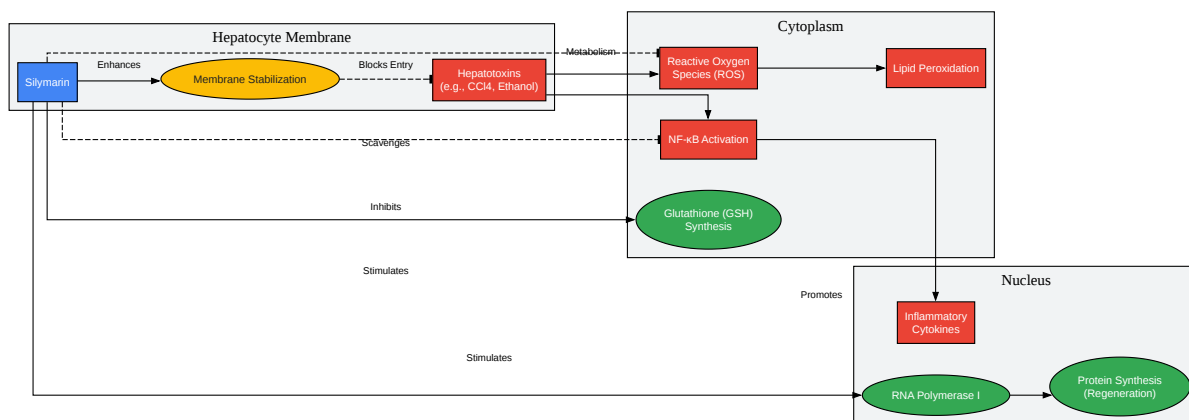 Hepatocyte Membrane
Cytoplasm
Silymarin
Enhances
Membrane Stabilization
Blocks Entry
Hepatotoxins
(e.g., CCl4, Ethanol)
Metabolism
Reactive Oxygen
Species (ROS)
Lipid Peroxidation
Scavenges
NF-κB Activation
Inhibits
Glutathione (GSH)
Synthesis
Stimulates
Nucleus
Promotes
Inflammatory
Cytokines
Stimulates
RNA Polymerase I
Protein Synthesis
(Regeneration)